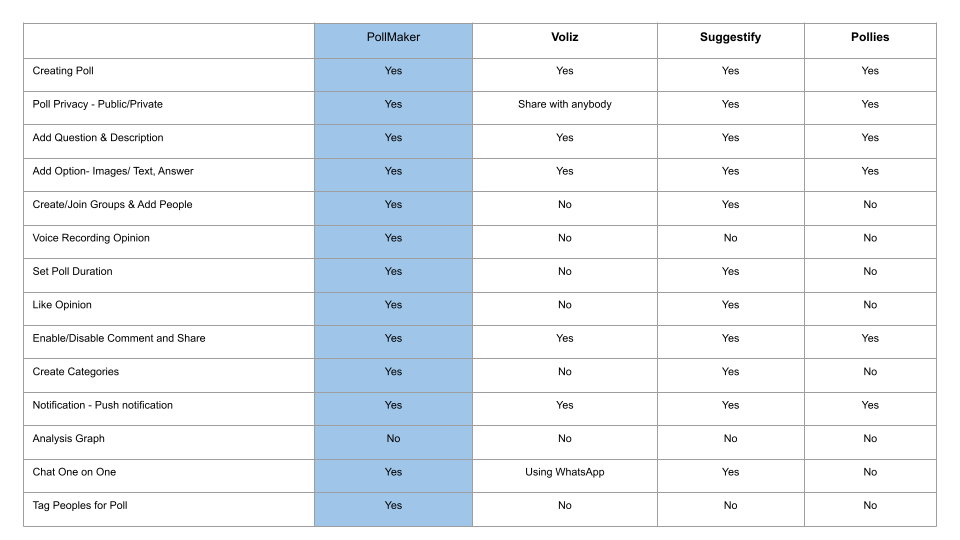 PollMaker Voliz Suggestify Pollies
Creating Poll Yes Yes Yes Yes
Poll Privacy - Public/Private Yes Share with anybody Yes Yes
Add Question & Description Yes Yes Yes Yes
Add Option- Images/ Text, Answer Yes Yes Yes Yes
Create/Join Groups & Add People Yes No Yes No
Voice Recording Opinion Yes No No No
Set Poll Duration Yes No Yes No
Like Opinion Yes No Yes No
Enable/Disable Comment and Share Yes Yes Yes Yes
Create Categories Yes No Yes No
Notification - Push notification Yes Yes Yes Yes
Analysis Graph No No No No
Chat One on One Yes Using WhatsApp Yes No
Tag Peoples for Poll Yes No No No